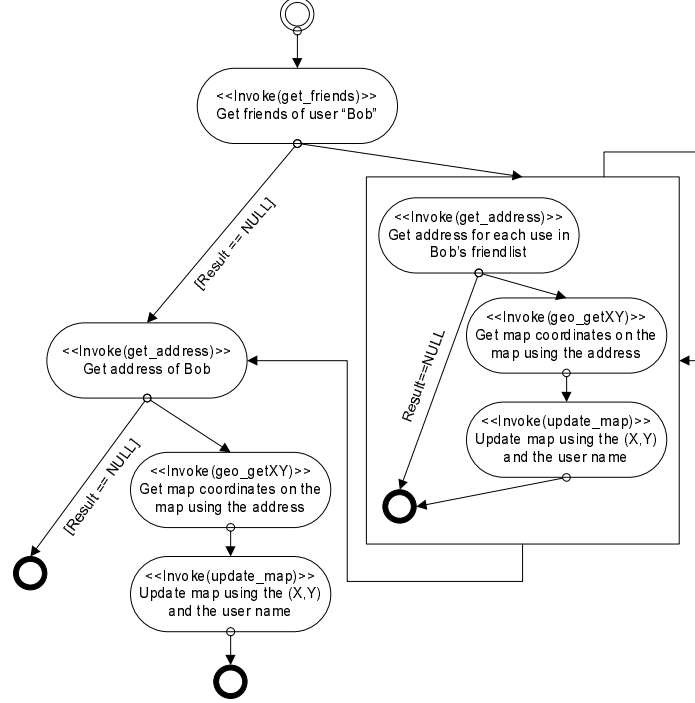 <<Invoke(get_friends)>>
Get friends of user “Bob”
[Result == NULL]
<<Invoke(get_address)>>
Get address for each use in
Bob’s friendlist
<<Invoke(geo_getXY)>>
Get map coordinates on the
map using the address
Result==NULL
<<Invoke(update_map)>>
Update map using the (X,Y)
and the user name
<<Invoke(get_address)>>
Get address of Bob
[Result == NULL]
<<Invoke(geo_getXY)>>
Get map coordinates on the
map using the address
<<Invoke(update_map)>>
Update map using the (X,Y)
and the user name